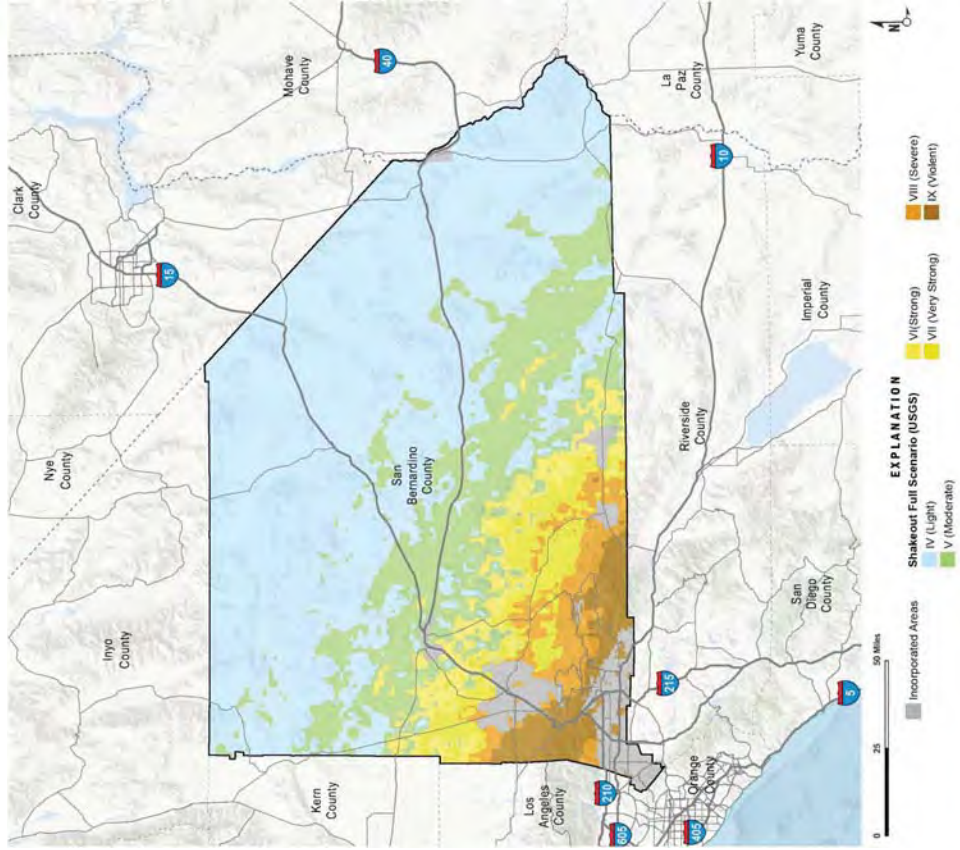 Nye
County
Clark
County
15
Inyo
County
Mohave
County
40
San
Bernardino
County
Kern
County
Los
Angeles
County
La
Paz
County
Yuma
County
10
Riverside
County
Imperial
County
210
605
405
Orange
County
215
San
Diego
County
5
N
0
25
50 Miles
Incorporated Areas
EXPLANATION
Shakeout Full Scenario (USGS)
IV (Light)
V (Moderate)
VI(Strong)
VII (Very Strong)
VIII (Severe)
IX (Violent)